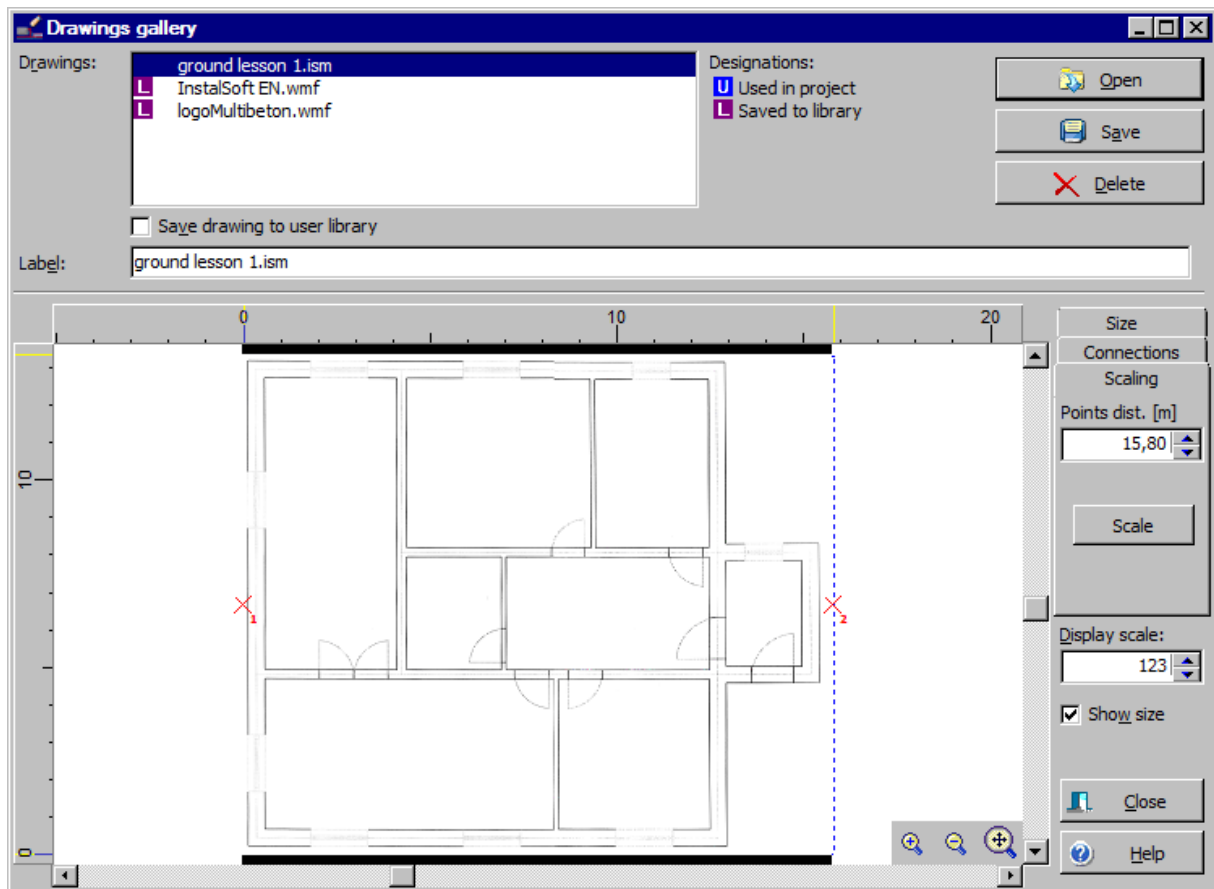 Drawings gallery
Drawings:
ground lesson 1.ism
L InstalSoft EN.wmf
L logoMultibeton.wmf
Designations:
U Used in project
L Saved to library
Open
Save
Delete
Save drawing to user library
Label:
ground lesson 1.ism
0 10 20
10
0
1
2
Size
Connections
Scaling
Points dist. [m]
15,80
Scale
Display scale:
123
Show size
Close
Help